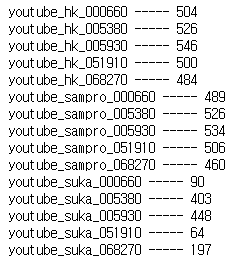 youtube_hk_000660 ----- 504
youtube_hk_005380 ----- 526
youtube_hk_005930 ----- 546
youtube_hk_051910 ----- 500
youtube_hk_068270 ----- 484
youtube_sampro_000660 ----- 489
youtube_sampro_005380 ----- 526
youtube_sampro_005930 ----- 534
youtube_sampro_051910 ----- 506
youtube_sampro_068270 ----- 460
youtube_suka_000660 ----- 90
youtube_suka_005380 ----- 403
youtube_suka_005930 ----- 448
youtube_suka_051910 ----- 64
youtube_suka_068270 ----- 197